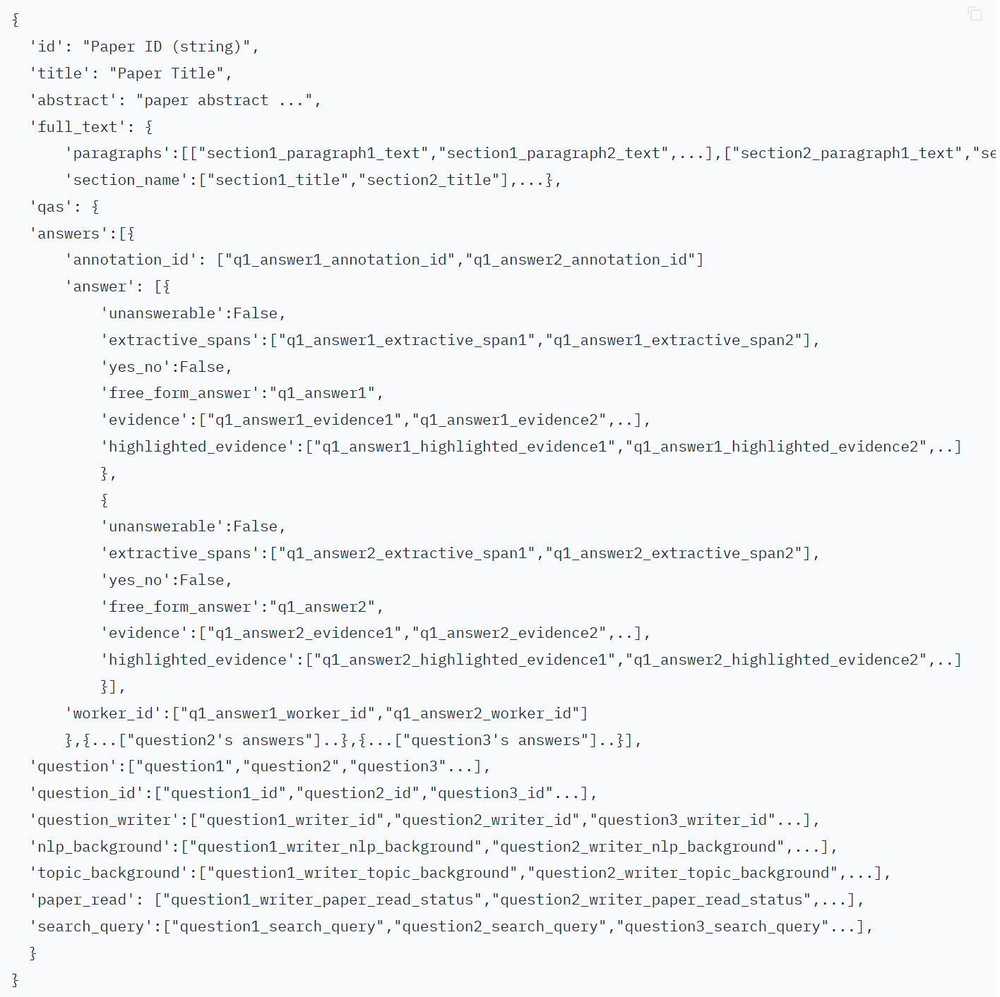 {
'id': "Paper ID (string)",
'title': "Paper Title",
'abstract': "paper abstract ...",
'full_text': {
'paragraphs':[["section1_paragraph1_text","section1_paragraph2_text",...],["section2_paragraph1_text","se
'section_name':["section1_title","section2_title"],...},
'qas': {
'answers':[{
'annotation_id': ["q1_answer1_annotation_id","q1_answer2_annotation_id"]
'answer': [{
'unanswerable':False,
'extractive_spans':["q1_answer1_extractive_span1","q1_answer1_extractive_span2"],
'yes_no':False,
'free_form_answer':"q1_answer1",
'evidence':["q1_answer1_evidence1","q1_answer1_evidence2",..],
'highlighted_evidence':["q1_answer1_highlighted_evidence1","q1_answer1_highlighted_evidence2",..]
},
{
'unanswerable':False,
'extractive_spans':["q1_answer2_extractive_span1","q1_answer2_extractive_span2"],
'yes_no':False,
'free_form_answer':"q1_answer2",
'evidence':["q1_answer2_evidence1","q1_answer2_evidence2",..],
'highlighted_evidence':["q1_answer2_highlighted_evidence1","q1_answer2_highlighted_evidence2",..]
}],
'worker_id':["q1_answer1_worker_id","q1_answer2_worker_id"]
},{...["question2's answers"]..},{...["question3's answers"]..}],
'question':["question1","question2","question3"...],
'question_id':["question1_id","question2_id","question3_id"...],
'question_writer':["question1_writer_id","question2_writer_id","question3_writer_id"...],
'nlp_background':["question1_writer_nlp_background","question2_writer_nlp_background",...],
'topic_background':["question1_writer_topic_background","question2_writer_topic_background",...],
'paper_read': ["question1_writer_paper_read_status","question2_writer_paper_read_status",...],
'search_query':["question1_search_query","question2_search_query","question3_search_query"...],
}
}